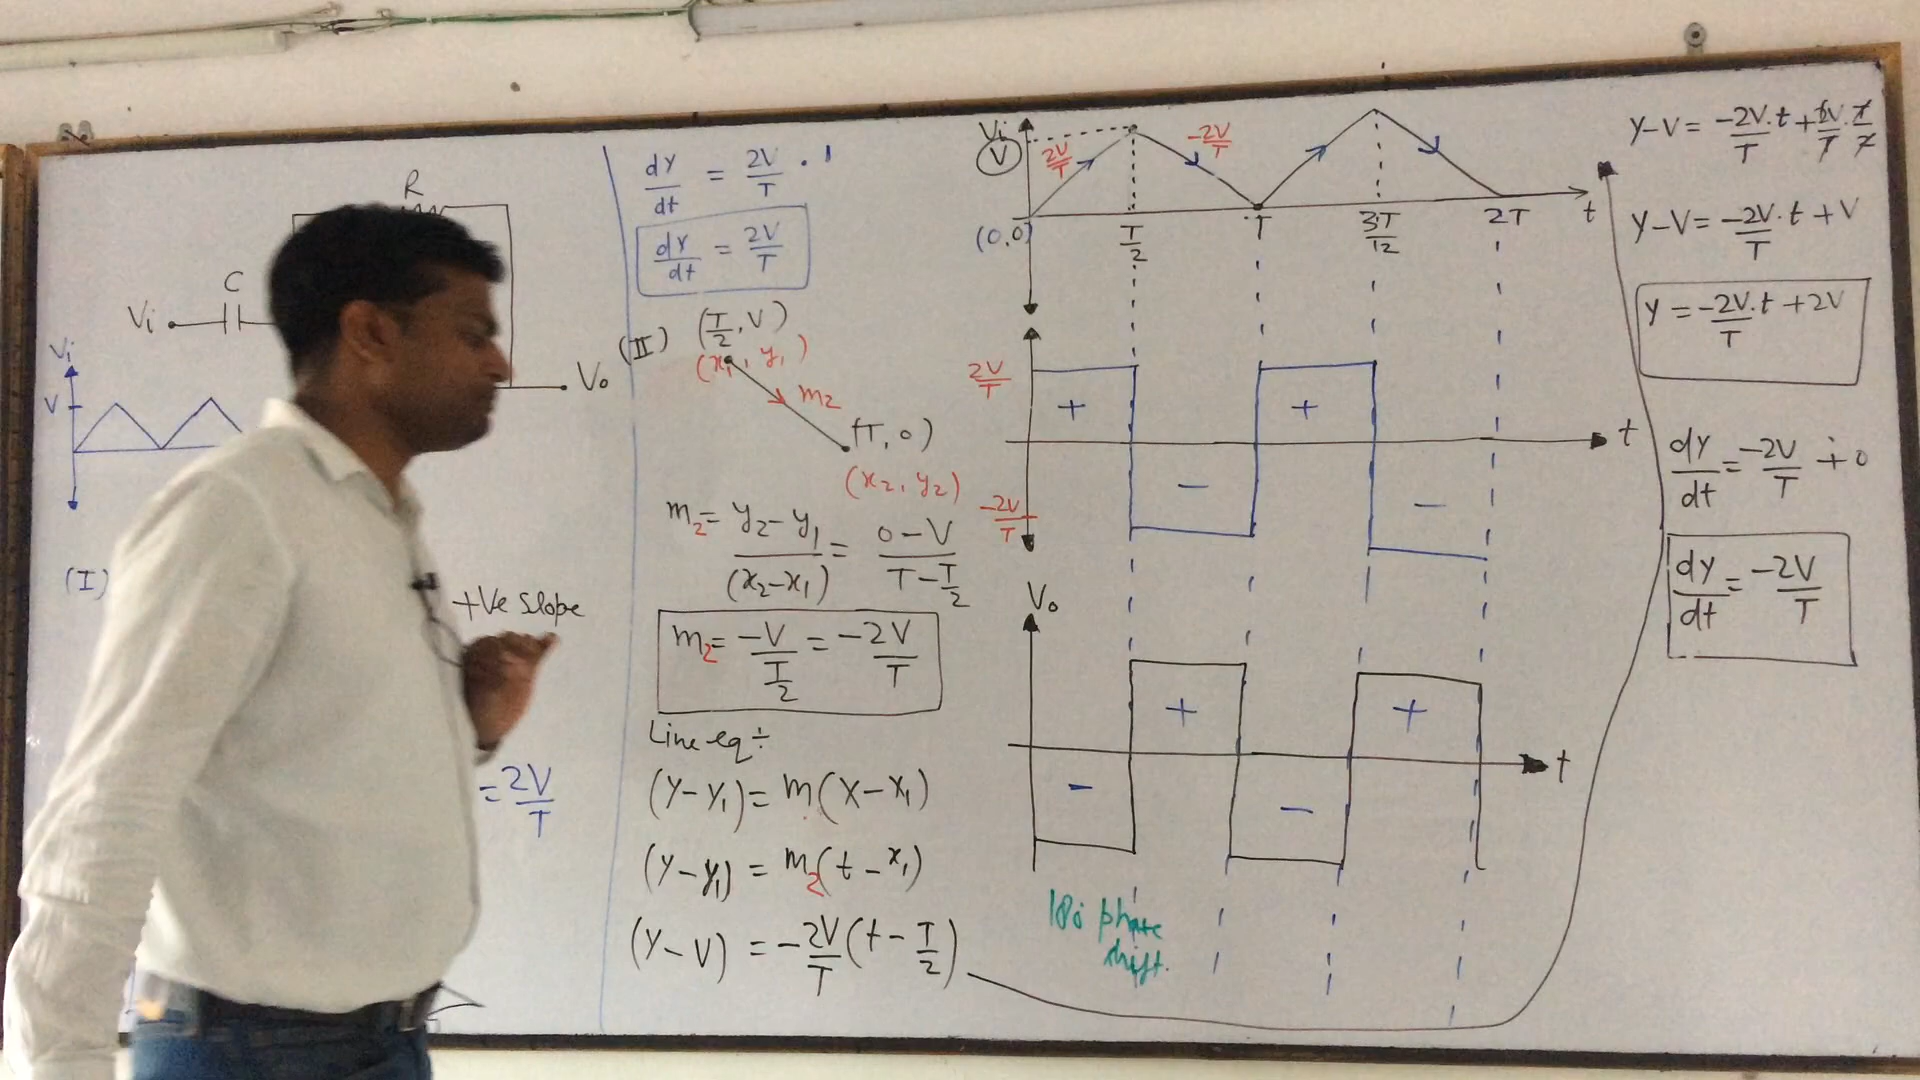 R
C
Vi
Vo
Vi
V
(I)
+ve slope
= 2V/T
dY/dt = 2V/T . 1
dY/dt = 2V/T
(II) (T/2, V)
(x1, y1)
m2
(T, 0)
(x2, y2)
m2 = y2-y1/(x2-x1) = 0-V/T-T/2
m2 = -V/T/2 = -2V/T
Line eq ÷
(Y-Y1) = m(X-X1)
(Y-Y1) = m2(t-x1)
(Y-V) = -2V/T (t-T/2)
Vi
V
2V/T
-2V/T
(0,0)
T/2
T
3T/12
2T
t
2V/T
+
+
t
-
-
-2V/T
Vo
+
+
t
-
-
180 phase
shift.
Y-V = -2V/T.t + 2V/T.T/2
Y-V = -2V/T.t + V
Y = -2V/T.t + 2V
dY/dt = -2V/T + 0
dy/dt = -2V/T